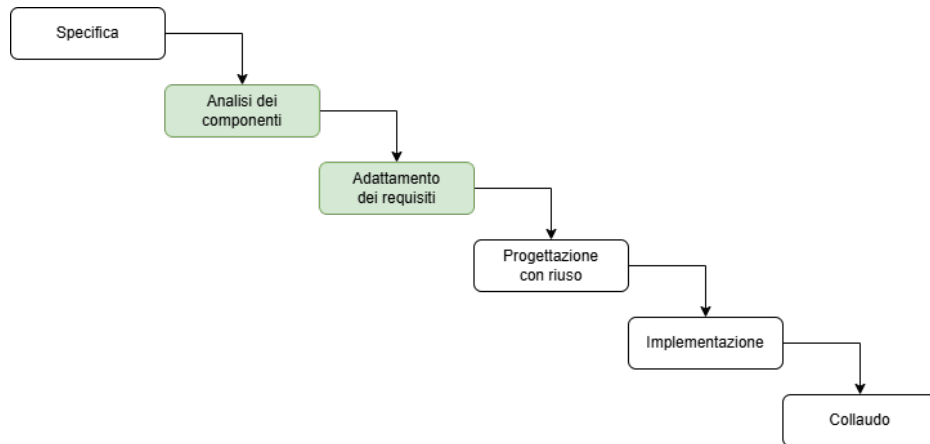 Specifica
Analisi dei
componenti
Adattamento
dei requisiti
Progettazione
con riuso
Implementazione
Collaudo